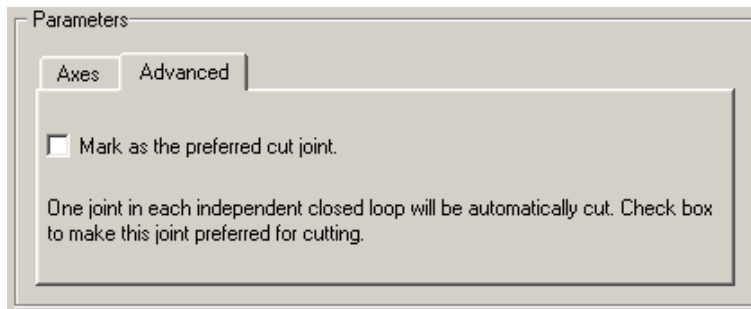 Parameters
Axes Advanced
Mark as the preferred cut joint.
One joint in each independent closed loop will be automatically cut. Check box
to make this joint preferred for cutting.